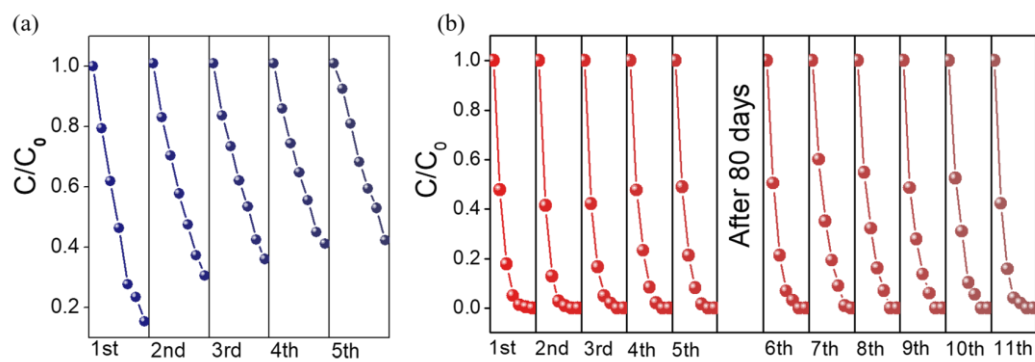 (a)
C/C₀
1.0
0.8
0.6
0.4
0.2
1st 2nd 3rd 4th 5th
(b)
C/C₀
1.0
0.8
0.6
0.4
0.2
0.0
1st 2nd 3rd 4th 5th
After 80 days
6th 7th 8th 9th 10th 11th